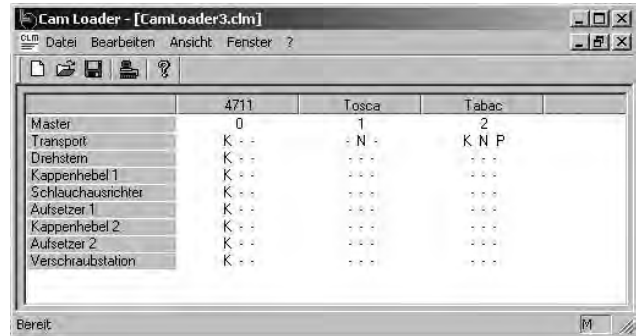 Cam Loader - [CamLoader3.clm]
CLM Datei Bearbeiten Ansicht Fenster ?
4711 Tosca Tabac
Master 0 1 2
Transport K - - - N - K N P
Drehstern K - - - - - - - -
Kappenhebel 1 K - - - - - - - -
Schlauchausrichter K - - - - - - - -
Aufsetzer 1 K - - - - - - - -
Kappenhebel 2 K - - - - - - - -
Aufsetzer 2 K - - - - - - - -
Verschraubstation K - - - - - - - -
Bereit M